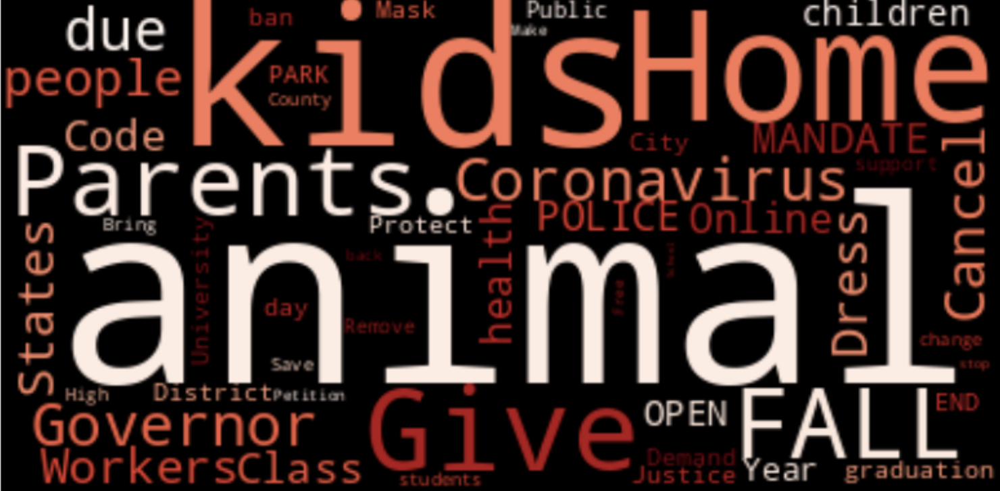 due
ban
Mask
Public
children
Make
kids
Home
people
PARK
County
Code
City
MANDATE
Cancel
support
Parents.
Coronavirus
Bring
Protect
POLICE
Online
States
University
health
Dress
animal
back
School
Free
day
Remove
change
Save
stop
High
District
Petition
Give
OPEN
FALL
END
Governor
Workers
Class
Demand
Justice
Year
graduation
students